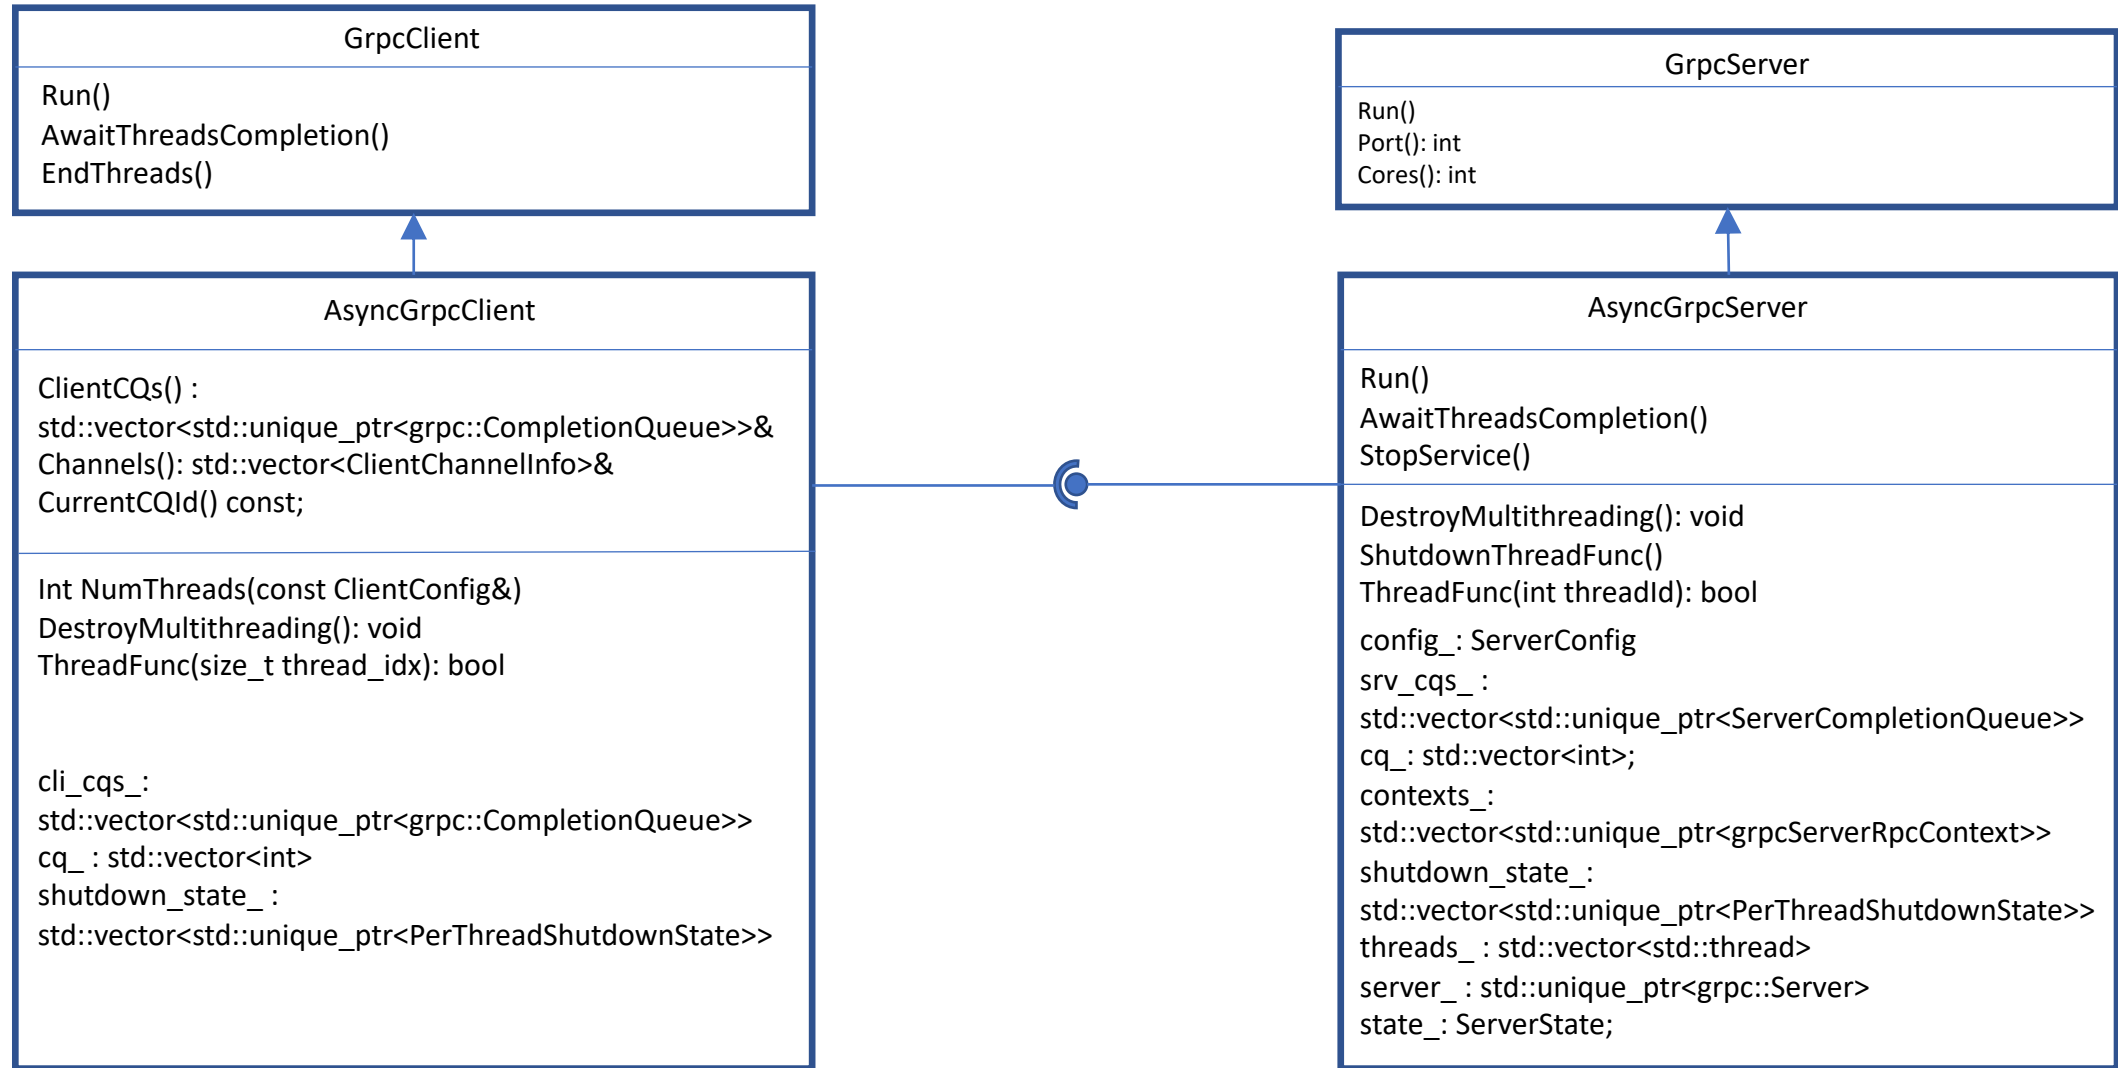 GrpcClient
Run()
AwaitThreadsCompletion()
EndThreads()
AsyncGrpcClient
ClientCQs() :
std::vector<std::unique_ptr<grpc::CompletionQueue>>&
Channels(): std::vector<ClientChannelInfo>&
CurrentCQId() const;
Int NumThreads(const ClientConfig&)
DestroyMultithreading(): void
ThreadFunc(size_t thread_idx): bool
cli_cqs_:
std::vector<std::unique_ptr<grpc::CompletionQueue>>
cq_ : std::vector<int>
shutdown_state_ :
std::vector<std::unique_ptr<PerThreadShutdownState>>
GrpcServer
Run()
Port(): int
Cores(): int
AsyncGrpcServer
Run()
AwaitThreadsCompletion()
StopService()
DestroyMultithreading(): void
ShutdownThreadFunc()
ThreadFunc(int threadId): bool
config_: ServerConfig
srv_cqs_ :
std::vector<std::unique_ptr<ServerCompletionQueue>>
cq_: std::vector<int>;
contexts_:
std::vector<std::unique_ptr<grpcServerRpcContext>>
shutdown_state_:
std::vector<std::unique_ptr<PerThreadShutdownState>>
threads_ : std::vector<std::thread>
server_ : std::unique_ptr<grpc::Server>
state_: ServerState;